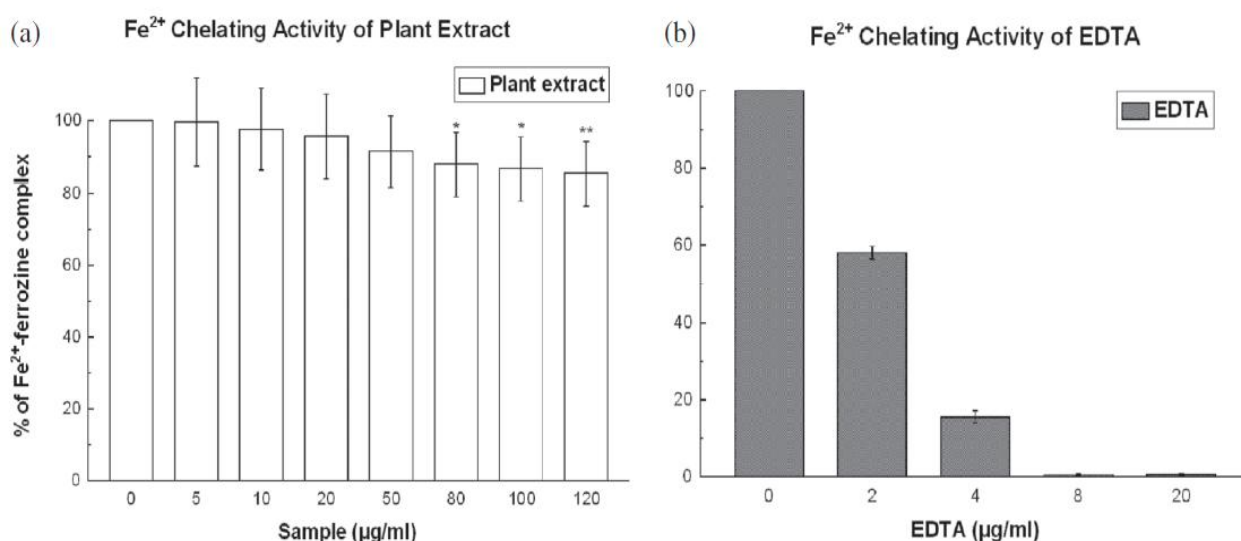 (a) Fe²⁺ Chelating Activity of Plant Extract
Plant extract
% of Fe²⁺-ferrozine complex
100
80
60
40
20
0
* * **
0 5 10 20 50 80 100 120
Sample (µg/ml)
(b) Fe²⁺ Chelating Activity of EDTA
EDTA
100
80
60
40
20
0
0 2 4 8 20
EDTA (µg/ml)